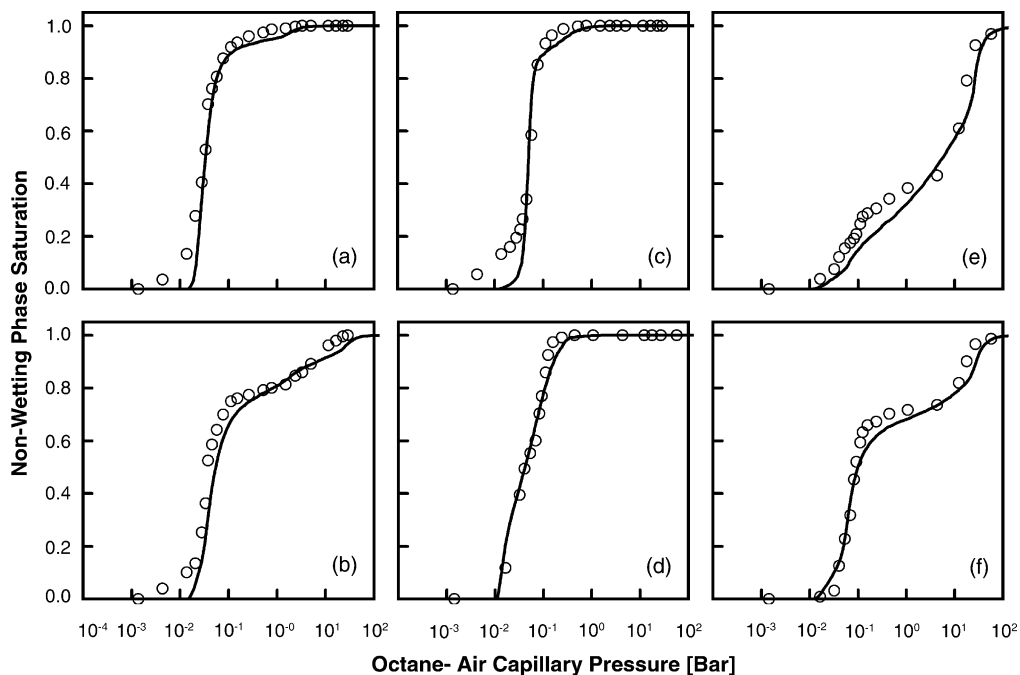 Non-Wetting Phase Saturation
1.0
0.8
0.6
0.4
0.2
0.0
(a)
(c)
(e)
1.0
0.8
0.6
0.4
0.2
0.0
(b)
(d)
(f)
10-4 10-3 10-2 10-1 10-0 101 102
10-3 10-2 10-1 100 101 102
10-3 10-2 10-1 100 101 102
Octane- Air Capillary Pressure [Bar]